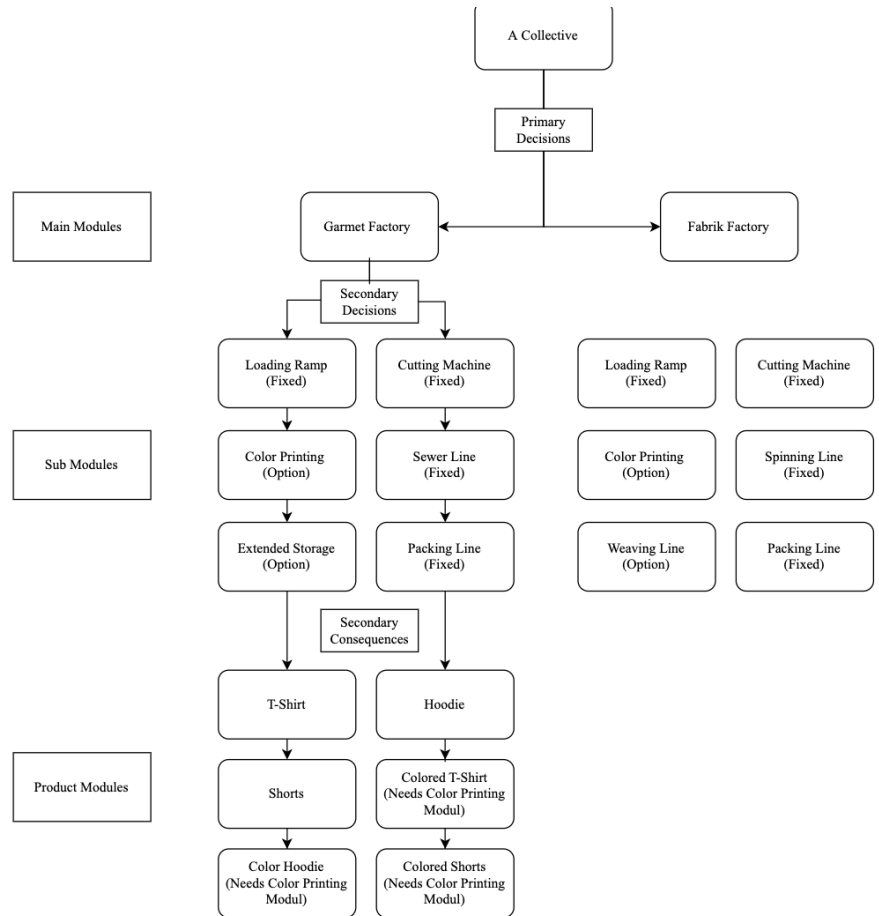 A Collective
Primary
Decisions
Main Modules
Garmet Factory
Fabrik Factory
Secondary
Decisions
Loading Ramp
(Fixed)
Cutting Machine
(Fixed)
Loading Ramp
(Fixed)
Cutting Machine
(Fixed)
Sub Modules
Color Printing
(Option)
Sewer Line
(Fixed)
Color Printing
(Option)
Spinning Line
(Fixed)
Extended Storage
(Option)
Packing Line
(Fixed)
Weaving Line
(Option)
Packing Line
(Fixed)
Secondary
Consequences
T-Shirt
Hoodie
Product Modules
Shorts
Colored T-Shirt
(Needs Color Printing
Modul)
Color Hoodie
(Needs Color Printing
Modul)
Colored Shorts
(Needs Color Printing
Modul)